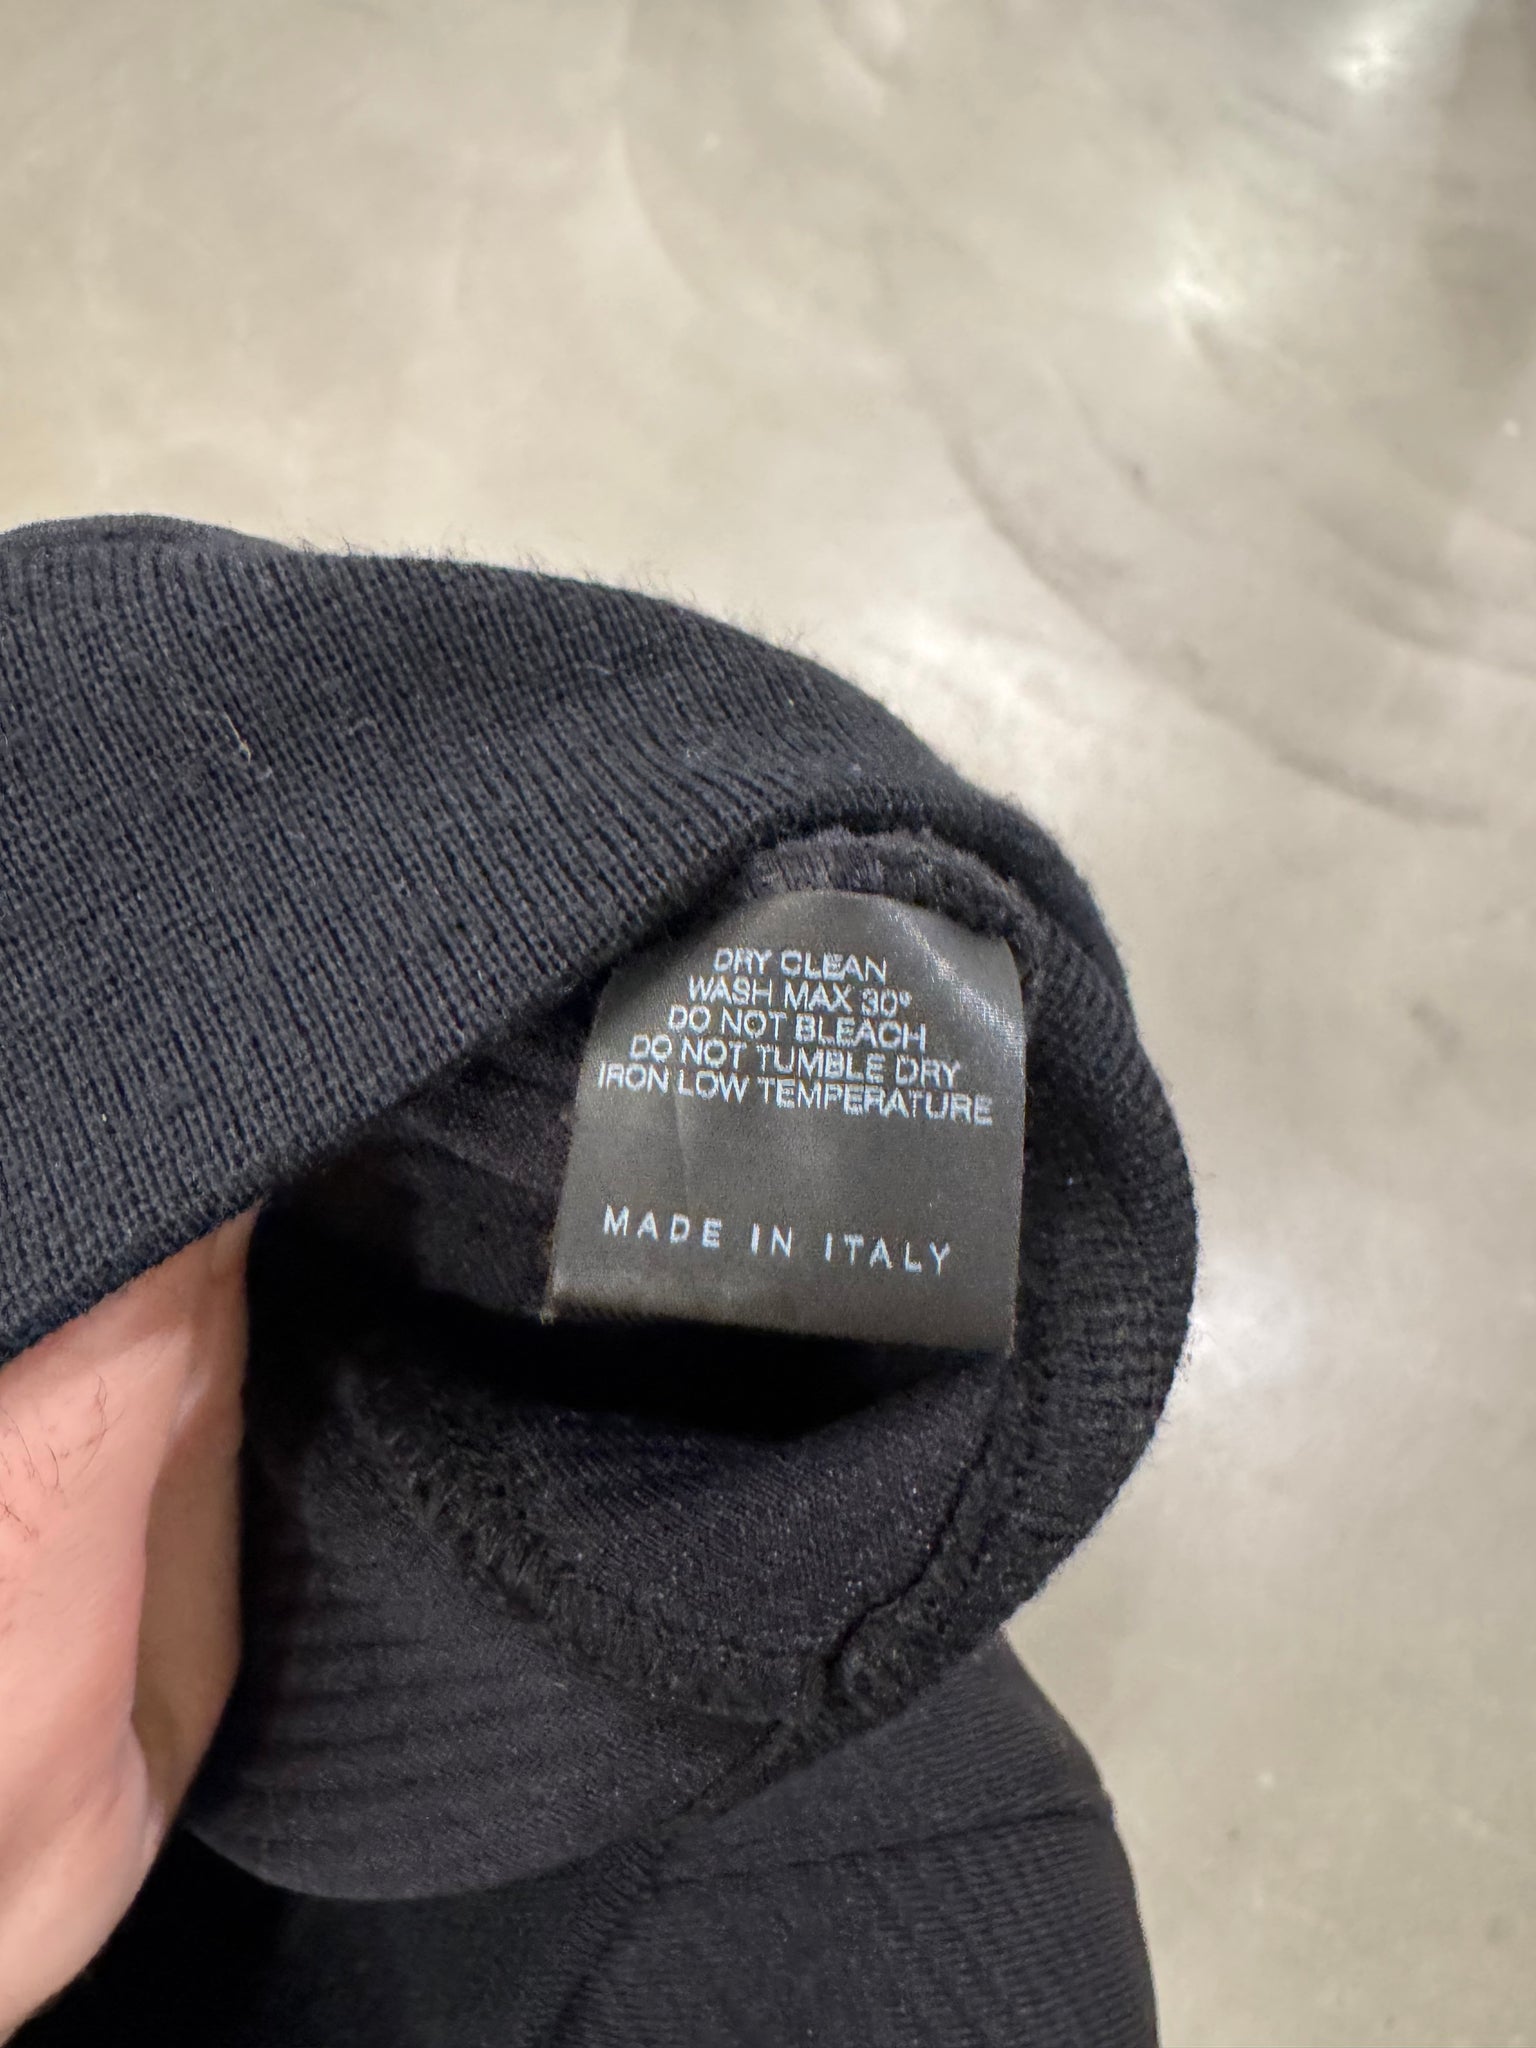 DRY CLEAN
WASH MAX 30°
DO NOT BLEACH
DO NOT TUMBLE DRY
IRON LOW TEMPERATURE
MADE IN ITALY